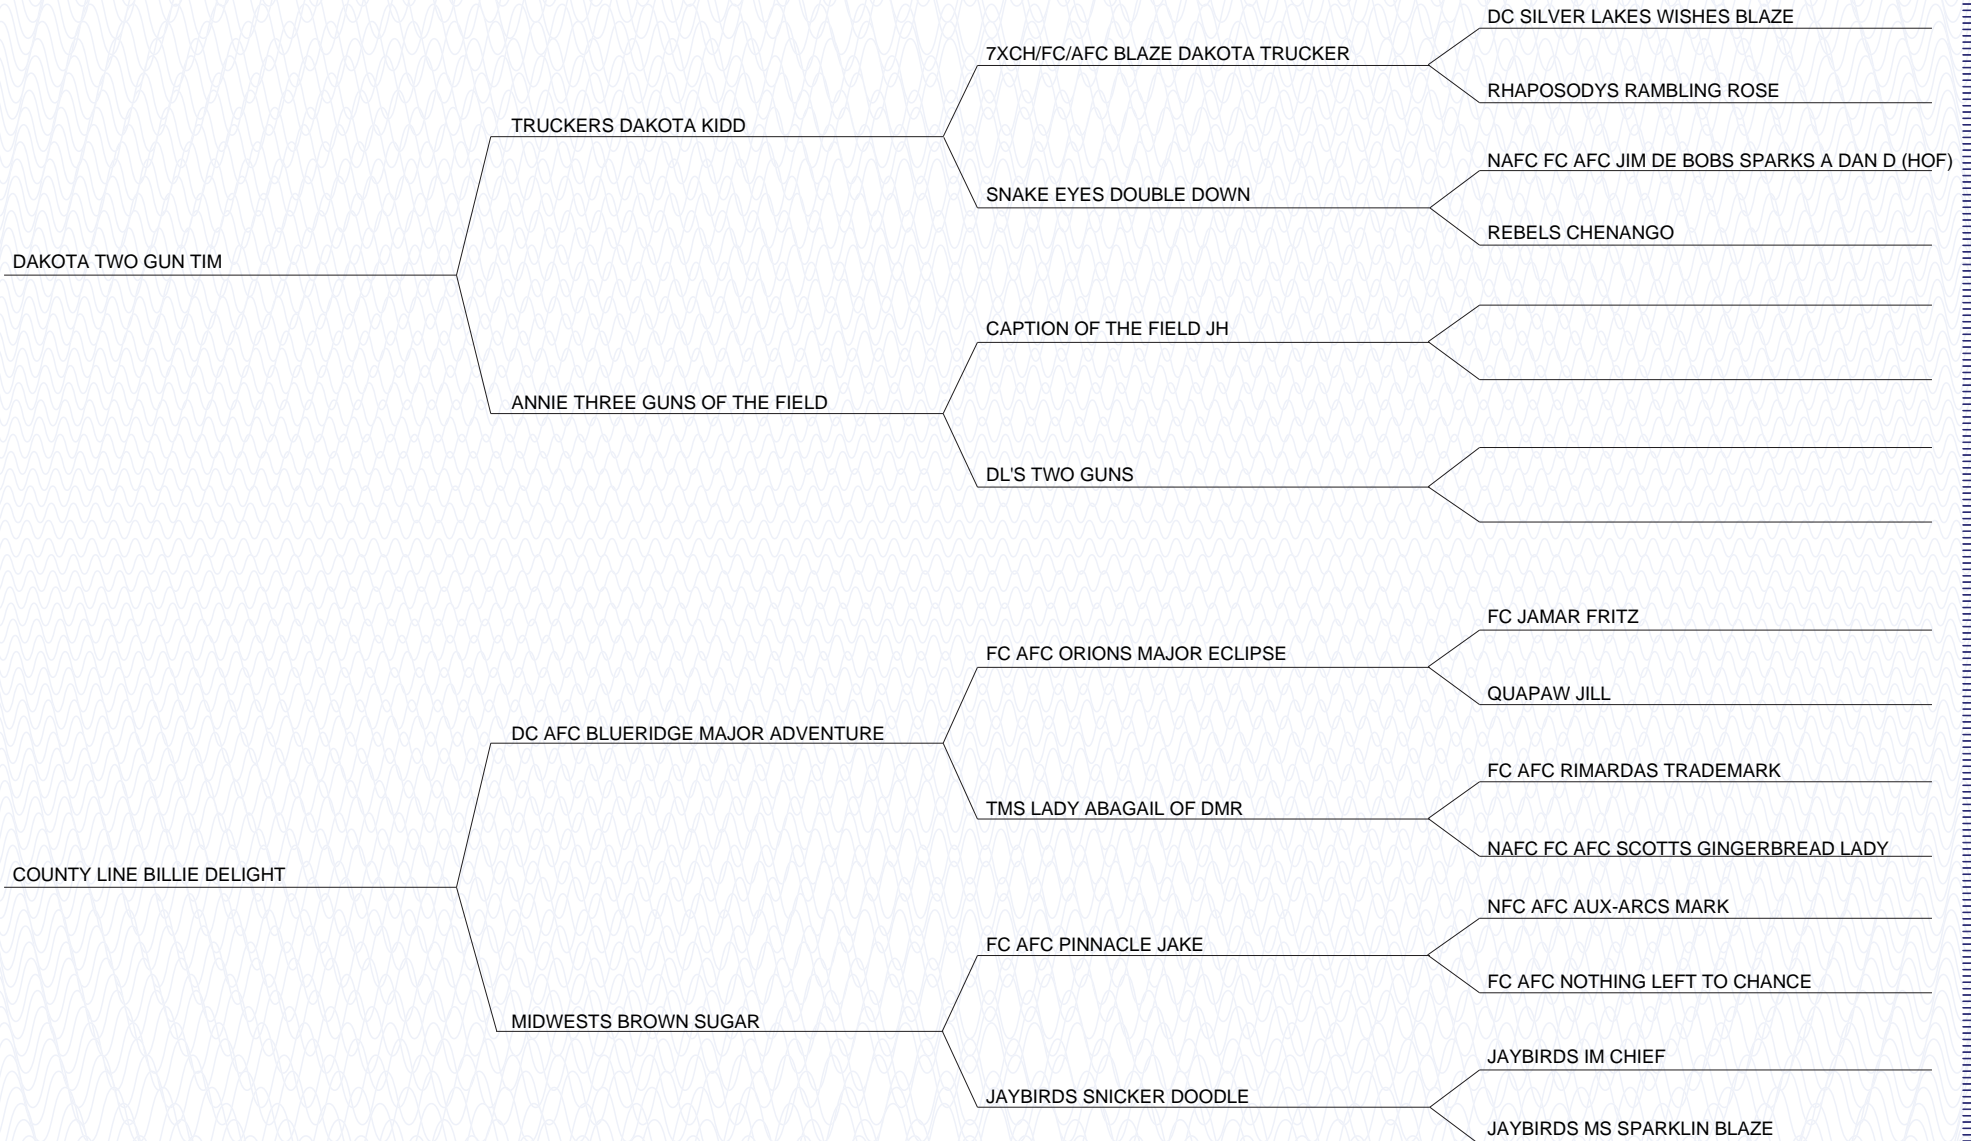 DC SILVER LAKES WISHES BLAZE
7XCH/FC/AFC BLAZE DAKOTA TRUCKER
RHAPOSODYS RAMBLING ROSE
TRUCKERS DAKOTA KIDD
NAFC FC AFC JIM DE BOBS SPARKS A DAN D (HOF)
SNAKE EYES DOUBLE DOWN
REBELS CHENANGO
DAKOTA TWO GUN TIM
CAPTION OF THE FIELD JH
ANNIE THREE GUNS OF THE FIELD
DL'S TWO GUNS
FC JAMAR FRITZ
FC AFC ORIONS MAJOR ECLIPSE
QUAPAW JILL
DC AFC BLUERIDGE MAJOR ADVENTURE
FC AFC RIMARDAS TRADEMARK
TMS LADY ABAGAIL OF DMR
NAFC FC AFC SCOTTS GINGERBREAD LADY
COUNTY LINE BILLIE DELIGHT
NFC AFC AUX-ARCS MARK
FC AFC PINNACLE JAKE
FC AFC NOTHING LEFT TO CHANCE
MIDWESTS BROWN SUGAR
JAYBIRDS IM CHIEF
JAYBIRDS SNICKER DOODLE
JAYBIRDS MS SPARKLIN BLAZE